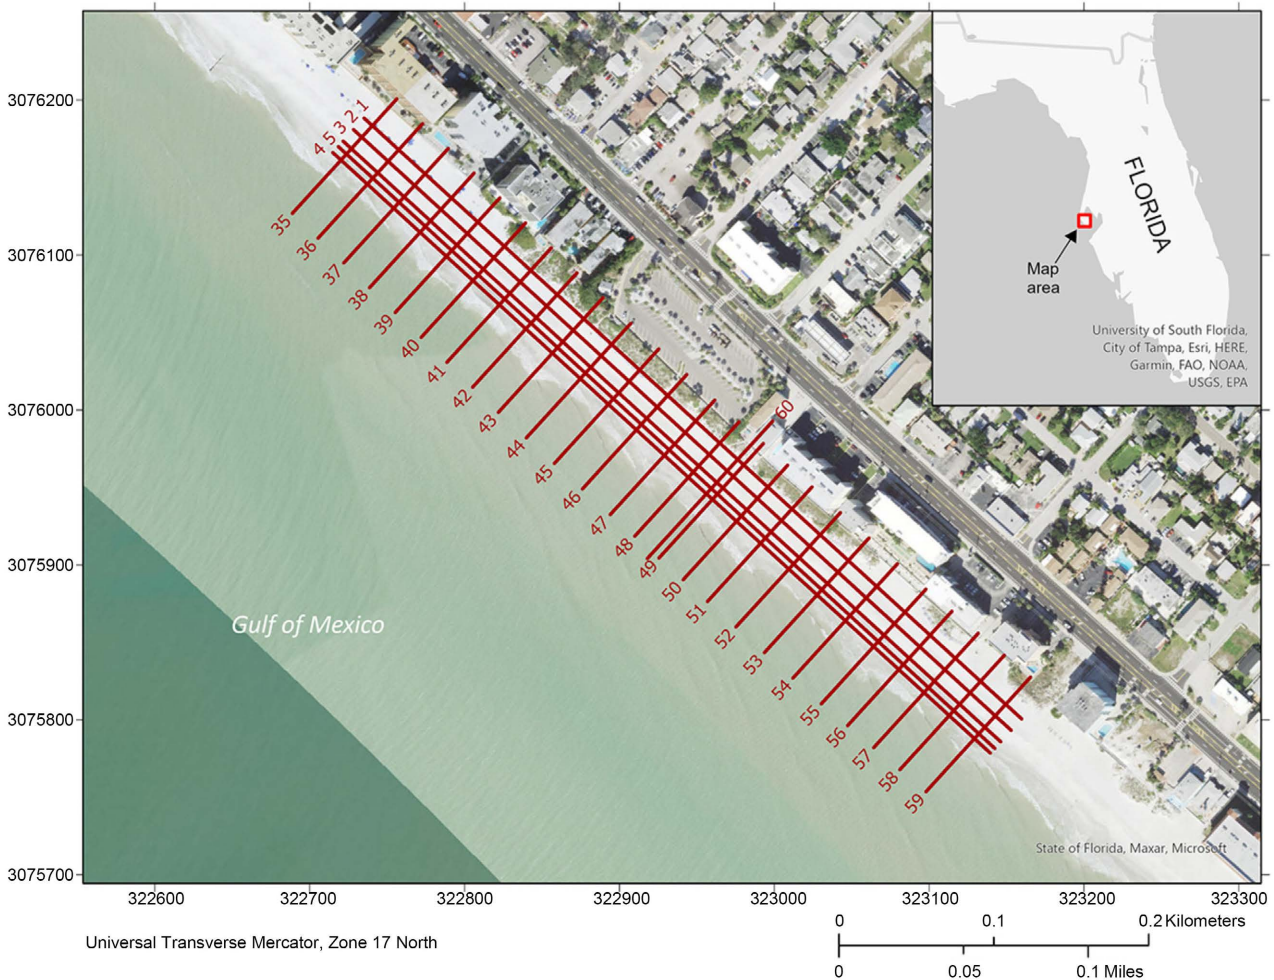 3076200
3076100
3076000
3075900
3075800
3075700
4 5 3 2 1
35
36
37
38
39
40
41
42
43
44
45
46
47
48
49
50
51
52
53
54
55
56
57
58
59
60
Gulf of Mexico
FLORIDA
Map
area
University of South Florida,
City of Tampa, Esri, HERE,
Garmin, FAO, NOAA,
USGS, EPA
State of Florida, Maxar, Microsoft
322600 322700 322800 322900 323000 323100 323200 323300
Universal Transverse Mercator, Zone 17 North
0 0.1 0.2 Kilometers
0 0.05 0.1 Miles